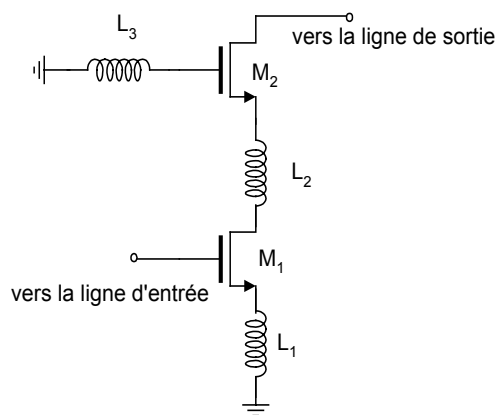 L3
vers la ligne de sortie
M2
L2
M1
vers la ligne d'entrée
L1